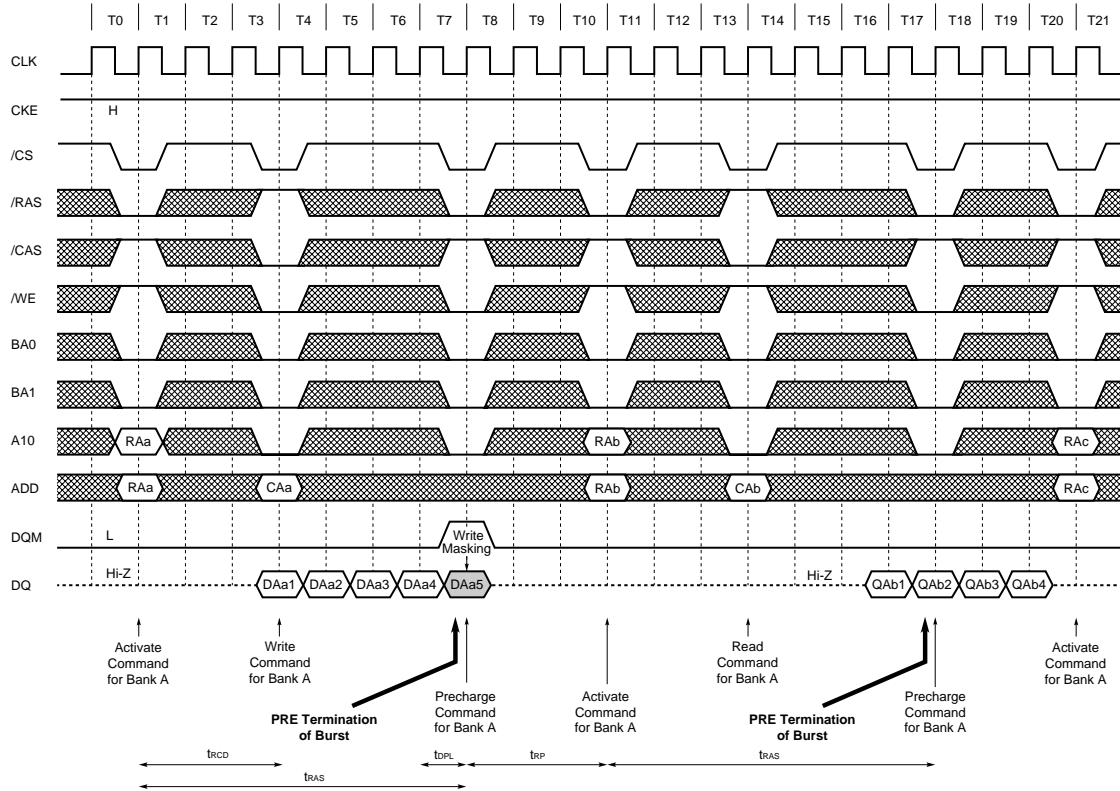 T0 T1 T2 T3 T4 T5 T6 T7 T8 T9 T10 T11 T12 T13 T14 T15 T16 T17 T18 T19 T20 T21
CLK
CKE H
/CS
/RAS
/CAS
/WE
BA0
BA1
A10 RAa RAb RAc
ADD RAa CAa RAb CAb RAc
DQM L Write
Masking
DQ Hi-Z DAa1 DAa2 DAa3 DAa4 DAa5 Hi-Z QAb1 QAb2 QAb3 QAb4
Activate
Command
for Bank A
Write
Command
for Bank A
PRE Termination
of Burst
Precharge
Command
for Bank A
Activate
Command
for Bank A
Read
Command
for Bank A
PRE Termination
of Burst
Precharge
Command
for Bank A
Activate
Command
for Bank A
tRCD tDPL tRP tRAS
tRAS